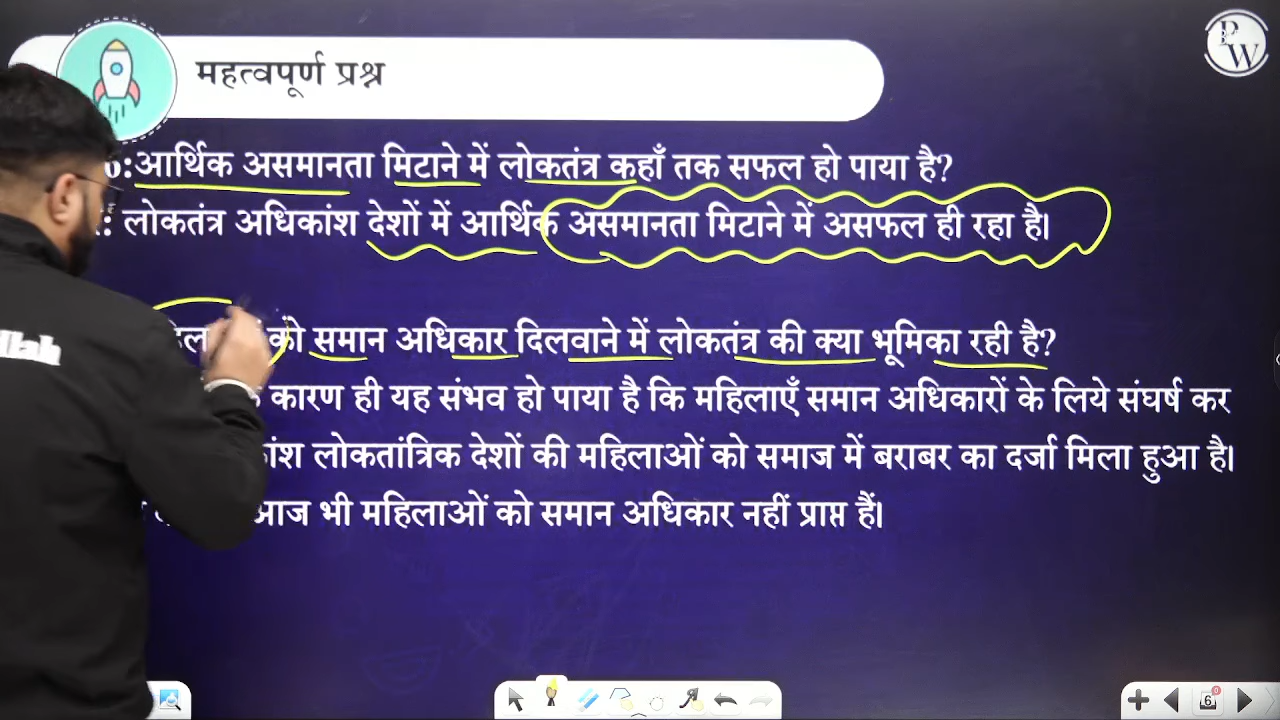 महत्वपूर्ण प्रश्न
PW
:आर्थिक असमानता मिटाने में लोकतंत्र कहाँ तक सफल हो पाया है?
: लोकतंत्र अधिकांश देशों में आर्थिक असमानता मिटाने में असफल ही रहा है।
को समान अधिकार दिलवाने में लोकतंत्र की क्या भूमिका रही है?
कारण ही यह संभव हो पाया है कि महिलाएँ समान अधिकारों के लिये संघर्ष कर
लोकतांत्रिक देशों की महिलाओं को समाज में बराबर का दर्जा मिला हुआ है।
आज भी महिलाओं को समान अधिकार नहीं प्राप्त हैं।
6